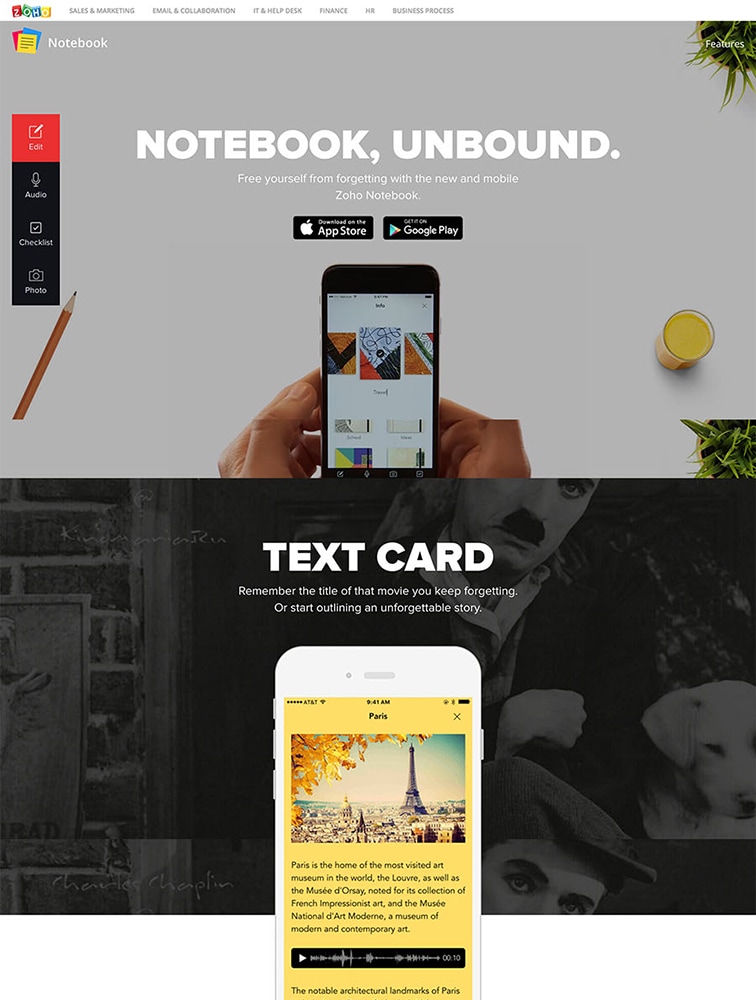 ZOHO SALES & MARKETING EMAIL & COLLABORATION IT & HELP DESK FINANCE HR BUSINESS PROCESS
Notebook
Features
Edit
Audio
Checklist
Photo
NOTEBOOK, UNBOUND.
Free yourself from forgetting with the new and mobile
Zoho Notebook.
Download on the
App Store
GET IT ON
Google Play
5:41 PM
Info
Travel
School
Ideas
TEXT CARD
Remember the title of that movie you keep forgetting.
Or start outlining an unforgettable story.
AT&T 9:41 AM
Paris
Paris is the home of the most visited art
museum in the world, the Louvre, as well as
the Musée d'Orsay, noted for its collection of
French Impressionist art, and the Musée
National d'Art Moderne, a museum of
modern and contemporary art.
00:10
The notable architectural landmarks of Paris
Charles Chaplin